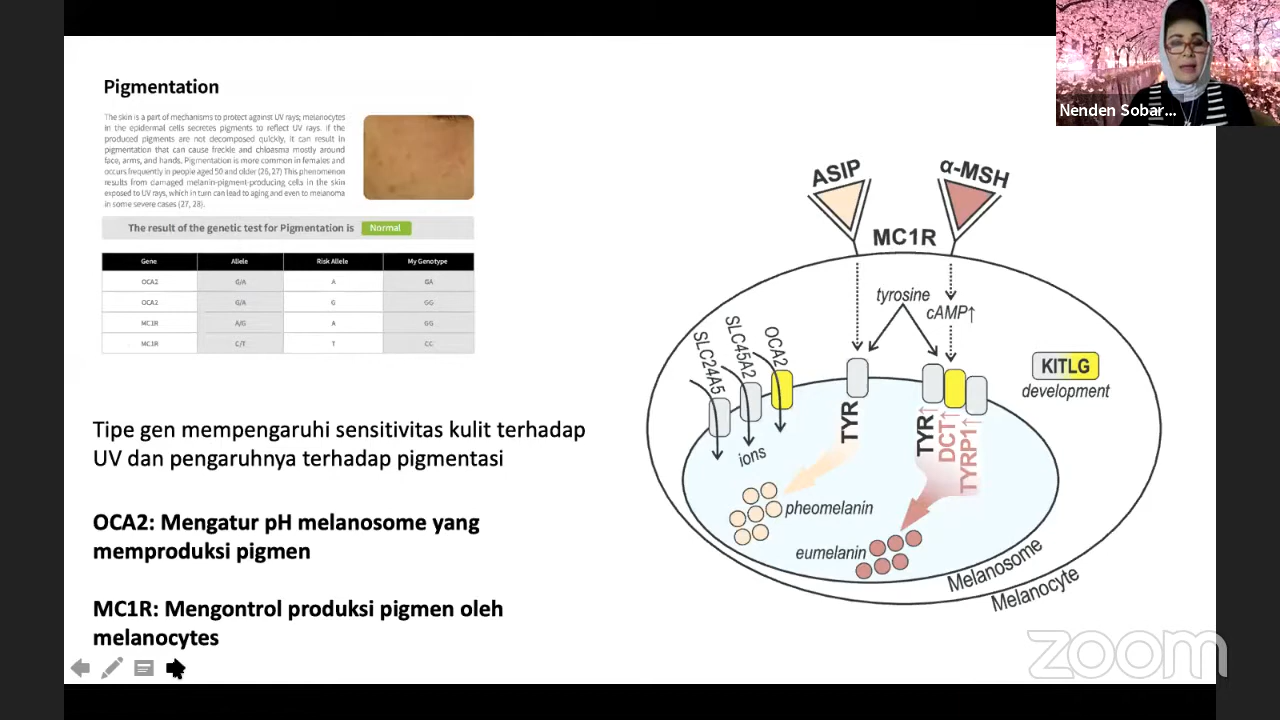 Pigmentation
The skin is a part of mechanisms to protect against UV rays; melanocytes
in the epidermal cells secretes pigments to reflect UV rays. If the
produced pigments are not decomposed quickly, it can result in
pigmentation that can cause freckle and chloasma mostly around
face, arms, and hands. Pigmentation is more common in females and
occurs frequently in people aged 50 and older (26, 27) This phenomenon
results from damaged melanin-pigment-producing cells in the skin
exposed to UV rays, which in turn can lead to aging and even to melanoma
in some severe cases (27, 28).
The result of the genetic test for Pigmentation is Normal
Gene Allele Risk Allele My Genotype
OCA2 G/A A GA
OCA2 G/A G GG
MC1R A/G A GG
MC1R C/T T CC
Tipe gen mempengaruhi sensitivitas kulit terhadap
UV dan pengaruhnya terhadap pigmentasi
OCA2: Mengatur pH melanosome yang
memproduksi pigmen
MC1R: Mengontrol produksi pigmen oleh
melanocytes
Nenden Sobar...
ASIP
α-MSH
MC1R
tyrosine
cAMP↑
SLC24A5
SLC45A2
OCA2
ions
KITLG
development
TYR
TYR↑
DCT↑
TYRP1↑
pheomelanin
eumelanin
Melanosome
Melanocyte
zoom